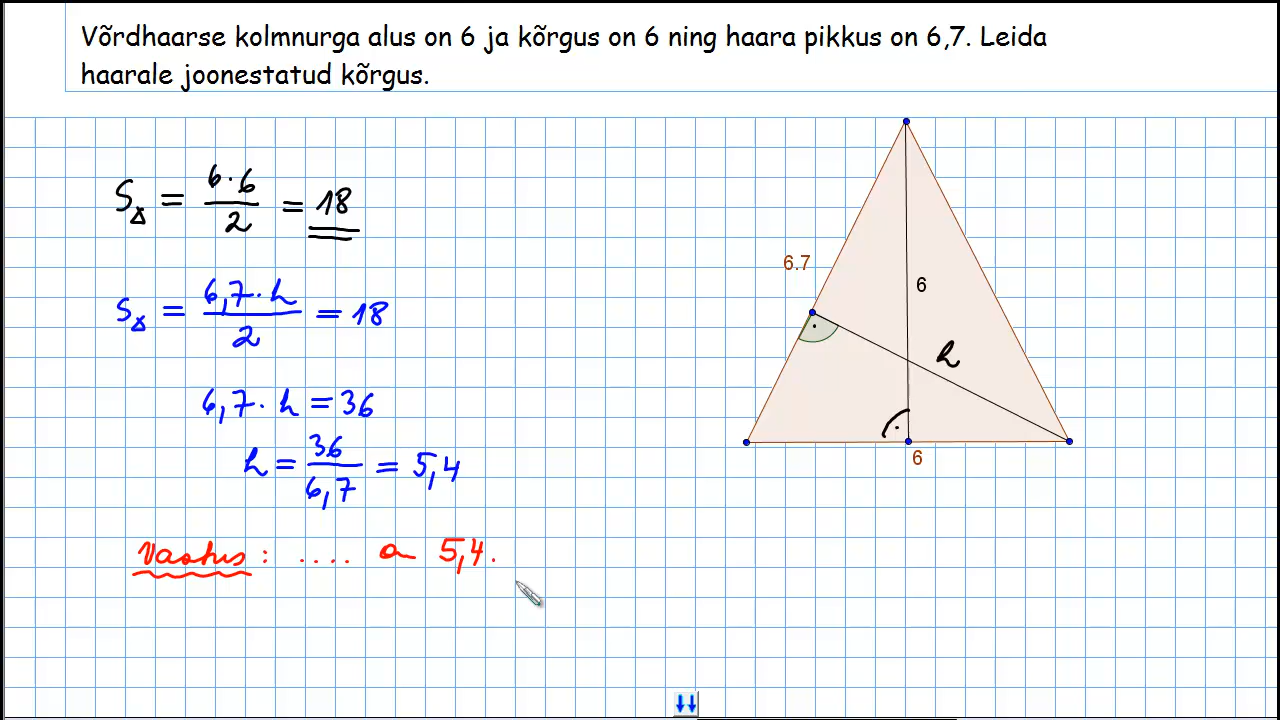 Võrdhaarse kolmnurga alus on 6 ja kõrgus on 6 ning haara pikkus on 6,7. Leida
haarale joonestatud kõrgus.
S△ = 6·6/2 = 18
S△ = 6,7·h/2 = 18
6,7·h = 36
h = 36/6,7 = 5,4
Vastus: .... on 5,4.
6.7
6
h
6